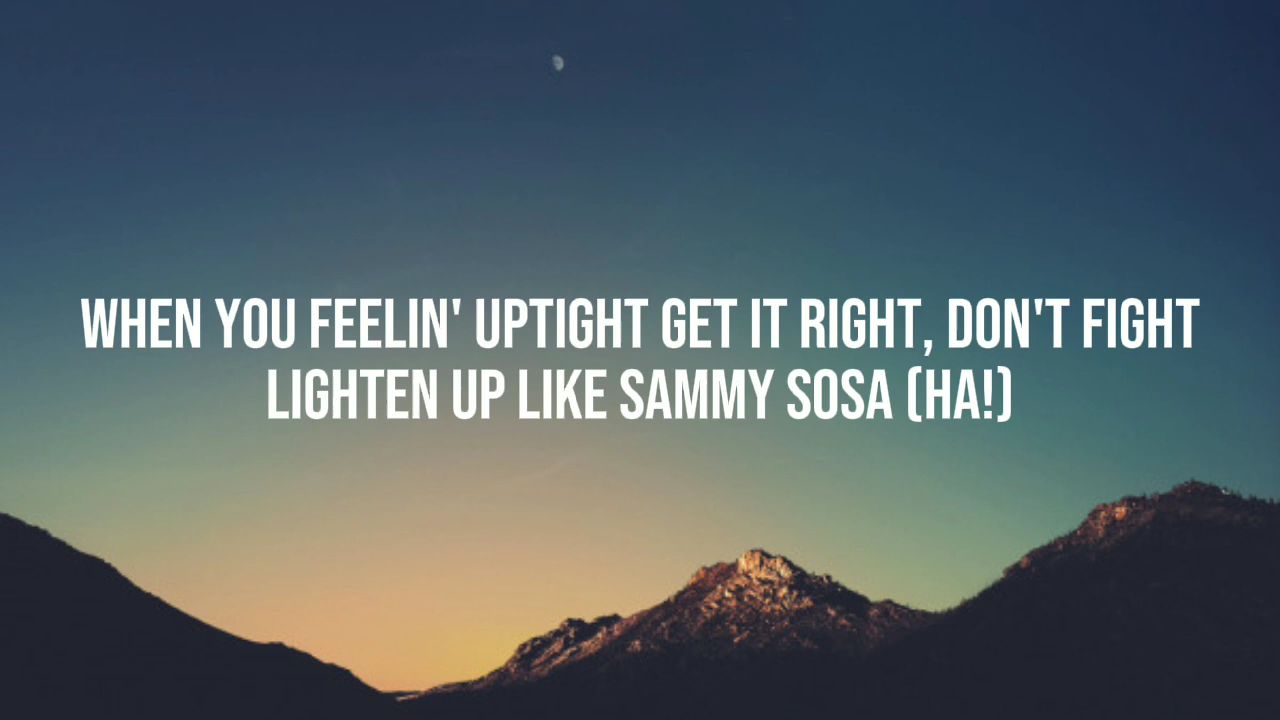 WHEN YOU FEELIN' UPTIGHT GET IT RIGHT, DON'T FIGHT
LIGHTEN UP LIKE SAMMY SOSA (HA!)